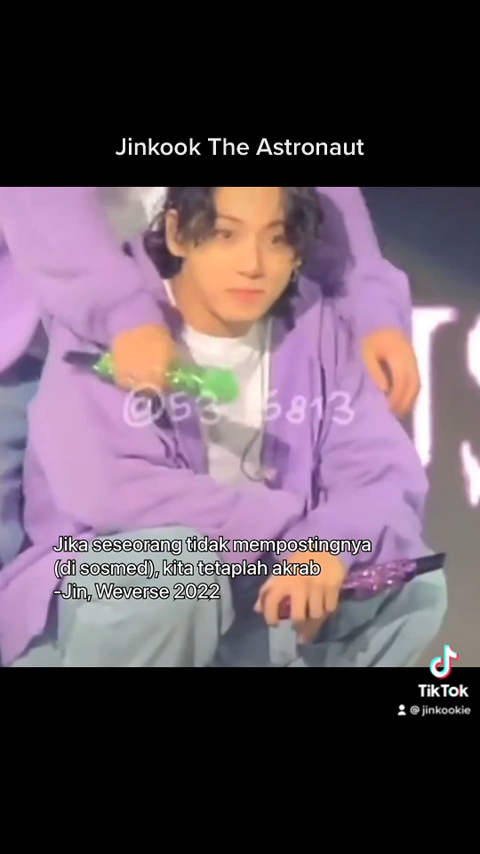 Jinkook The Astronaut
Jika seseorang tidak mempostingnya
(di sosmed), kita tetaplah akrab
-Jin, Weverse 2022
TikTok
@ jinkookie